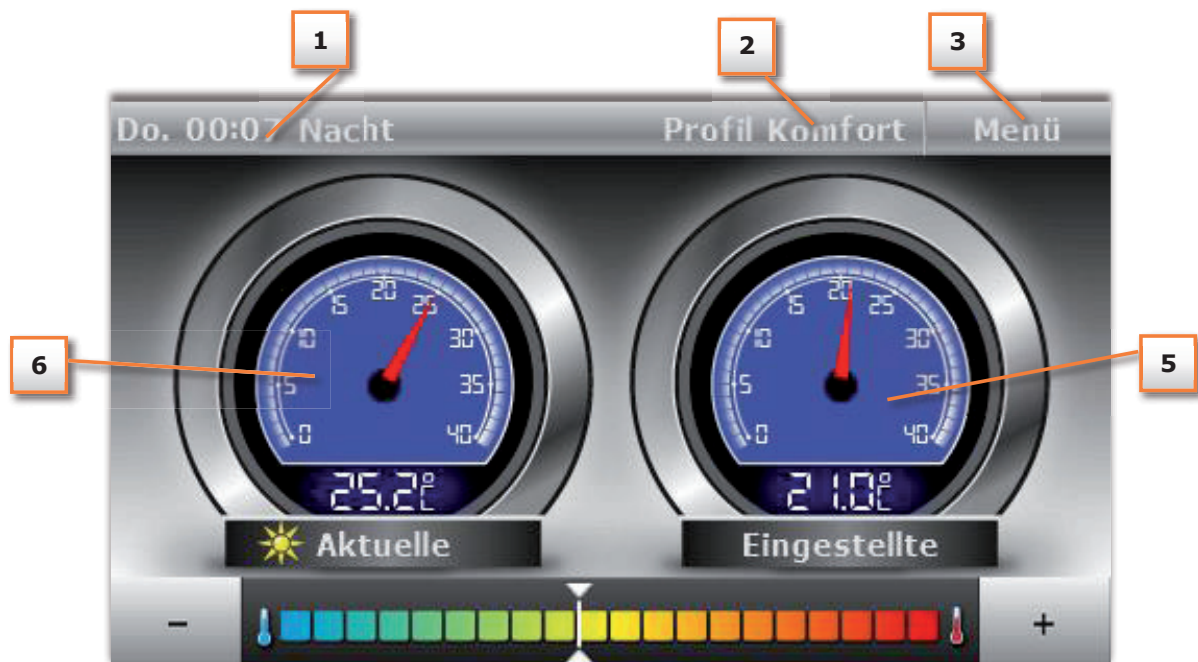 1
2
3
Do. 00:07 Nacht
Profil Komfort
Menü
0 5 10 15 20 25 30 35 40
0 5 10 15 20 25 30 35 40
6
5
25.2°C
21.0°C
Aktuelle
Eingestellte
-
+